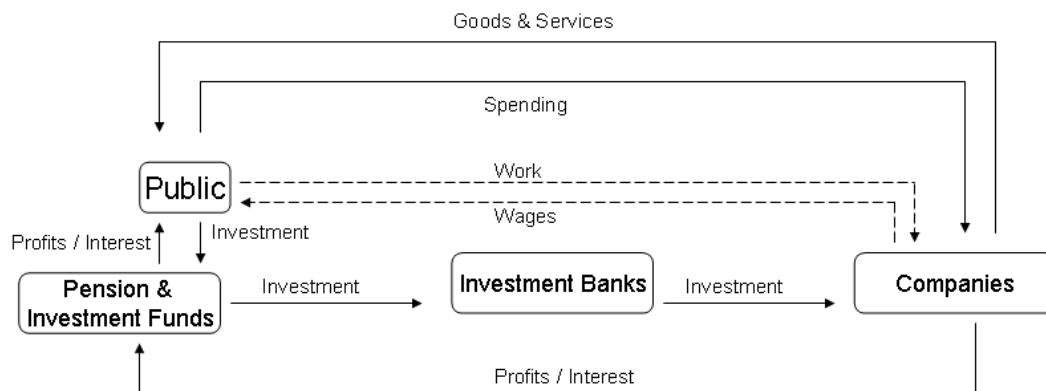 Goods & Services
Spending
Work
Public
Wages
Profits / Interest
Investment
Pension &
Investment Funds
Investment
Investment Banks
Investment
Companies
Profits / Interest